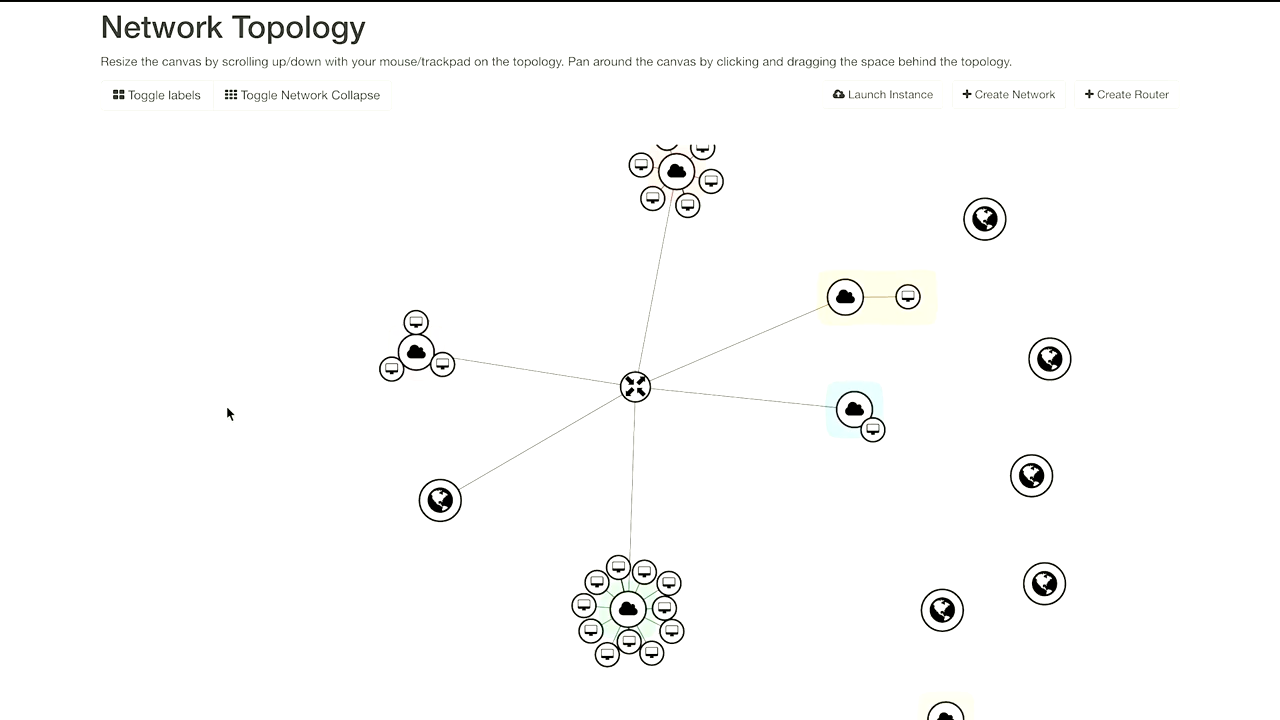 Network Topology
Resize the canvas by scrolling up/down with your mouse/trackpad on the topology. Pan around the canvas by clicking and dragging the space behind the topology.
Toggle labels Toggle Network Collapse Launch Instance Create Network Create Router